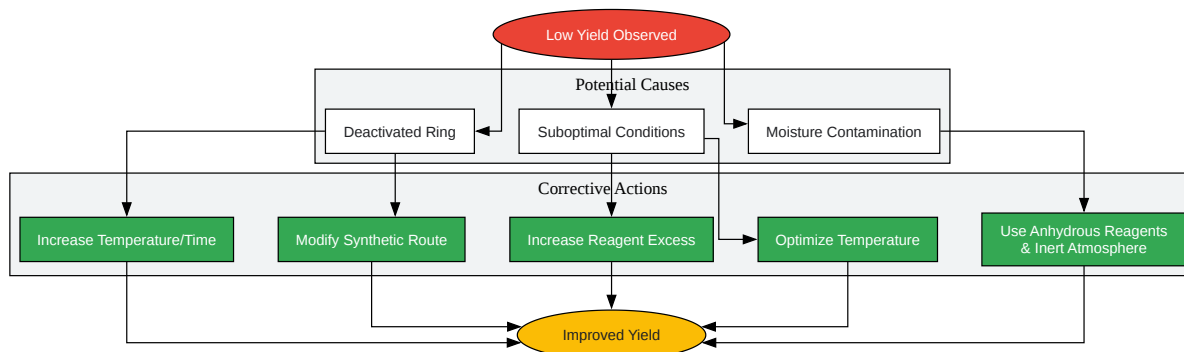 Low Yield Observed
Potential Causes
Deactivated Ring
Suboptimal Conditions
Moisture Contamination
Corrective Actions
Increase Temperature/Time
Modify Synthetic Route
Increase Reagent Excess
Optimize Temperature
Use Anhydrous Reagents
& Inert Atmosphere
Improved Yield